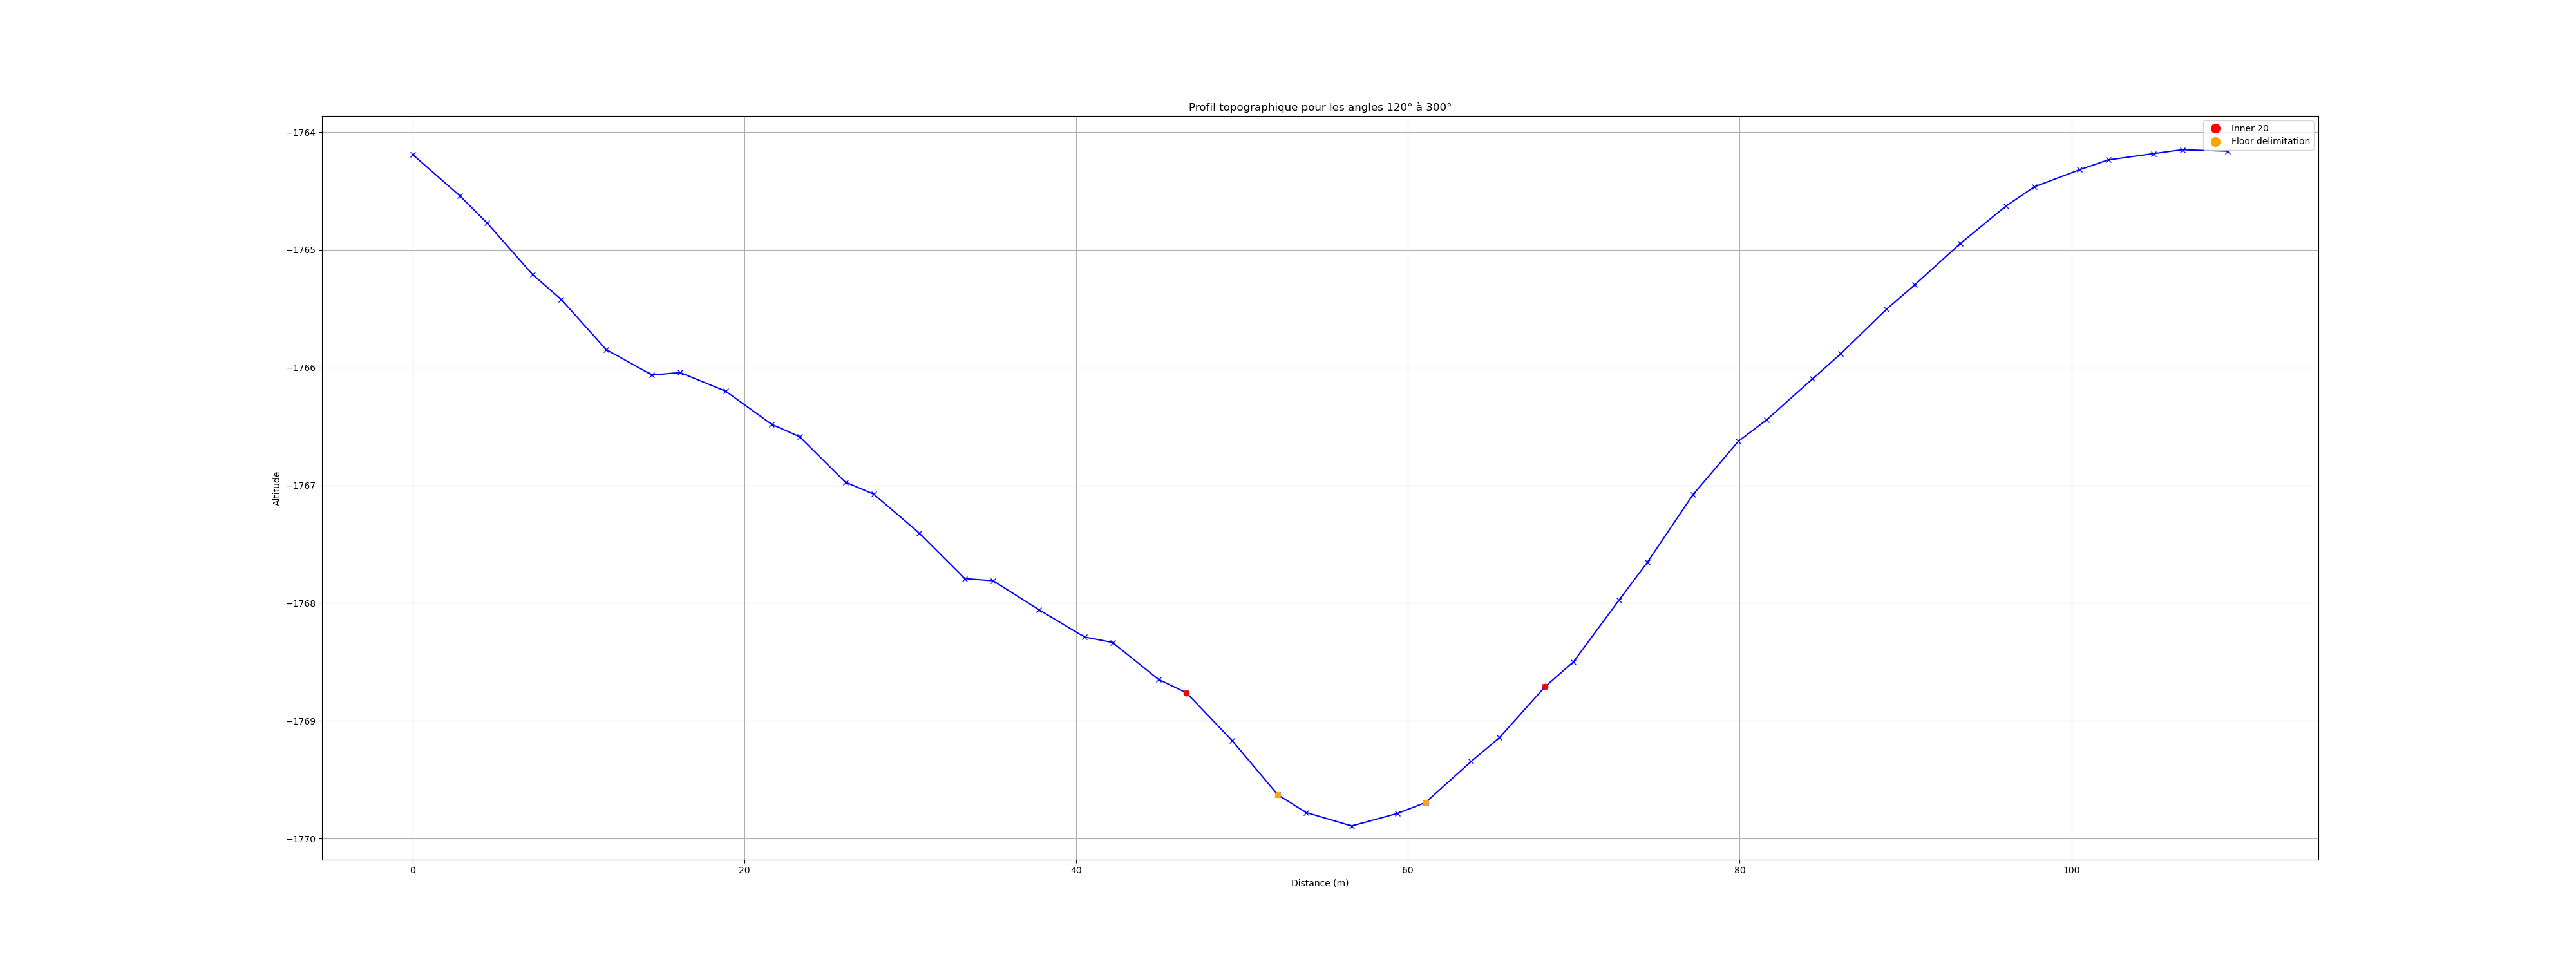 Profil topographique pour les angles 120° à 300°
Inner 20
Floor delimitation
−1764
−1765
−1766
−1767
−1768
−1769
−1770
Altitude
0 20 40 60 80 100
Distance (m)